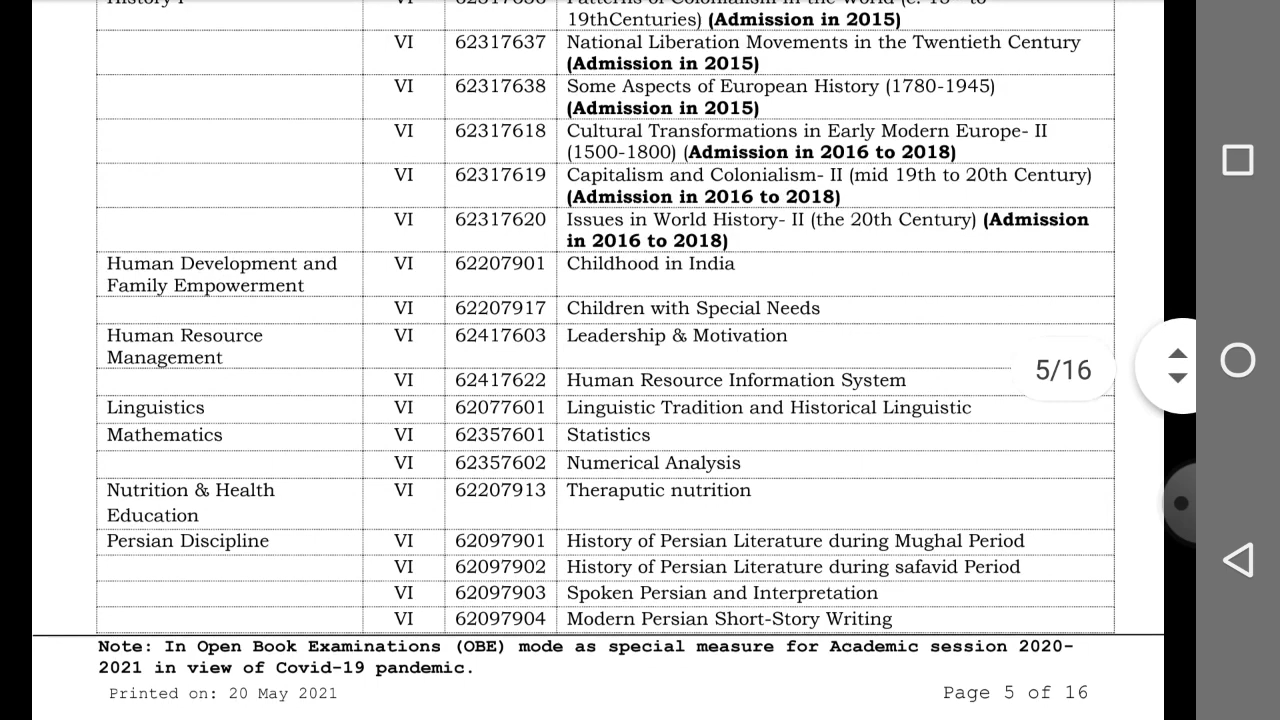 19thCenturies) (Admission in 2015)
VI 62317637 National Liberation Movements in the Twentieth Century
(Admission in 2015)
VI 62317638 Some Aspects of European History (1780-1945)
(Admission in 2015)
VI 62317618 Cultural Transformations in Early Modern Europe- II
(1500-1800) (Admission in 2016 to 2018)
VI 62317619 Capitalism and Colonialism- II (mid 19th to 20th Century)
(Admission in 2016 to 2018)
VI 62317620 Issues in World History- II (the 20th Century) (Admission
in 2016 to 2018)
Human Development and VI 62207901 Childhood in India
Family Empowerment
VI 62207917 Children with Special Needs
Human Resource VI 62417603 Leadership & Motivation
Management
5/16
VI 62417622 Human Resource Information System
Linguistics VI 62077601 Linguistic Tradition and Historical Linguistic
Mathematics VI 62357601 Statistics
VI 62357602 Numerical Analysis
Nutrition & Health VI 62207913 Theraputic nutrition
Education
Persian Discipline VI 62097901 History of Persian Literature during Mughal Period
VI 62097902 History of Persian Literature during safavid Period
VI 62097903 Spoken Persian and Interpretation
VI 62097904 Modern Persian Short-Story Writing
Note: In Open Book Examinations (OBE) mode as special measure for Academic session 2020-
2021 in view of Covid-19 pandemic.
Printed on: 20 May 2021 Page 5 of 16